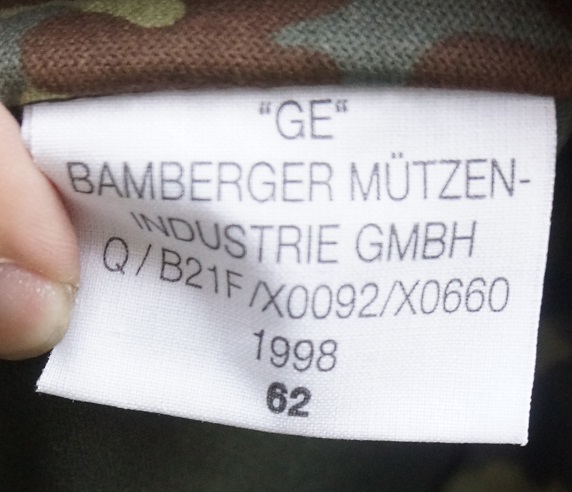 “GE“
BAMBERGER MÜTZEN-
INDUSTRIE GMBH
Q/B21F/X0092/X0660
1998
62